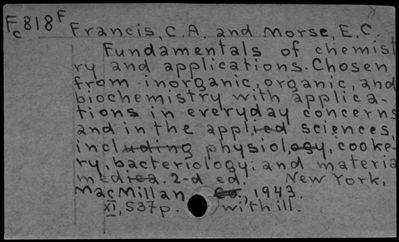 Fc818F Francis, C.A. and Morse, E.C.
Fundamentals of chemist
ry and applications. Chosen
from inorganic, organic, and
biochemistry with applica-
tions in everyday concerns
and in the applied sciences,
including physiology, cooke-
ry, bacteriology, and materia
medica. 2-d ed. New York,
MacMillan Co., 1943.
XI, 537p. with ill.